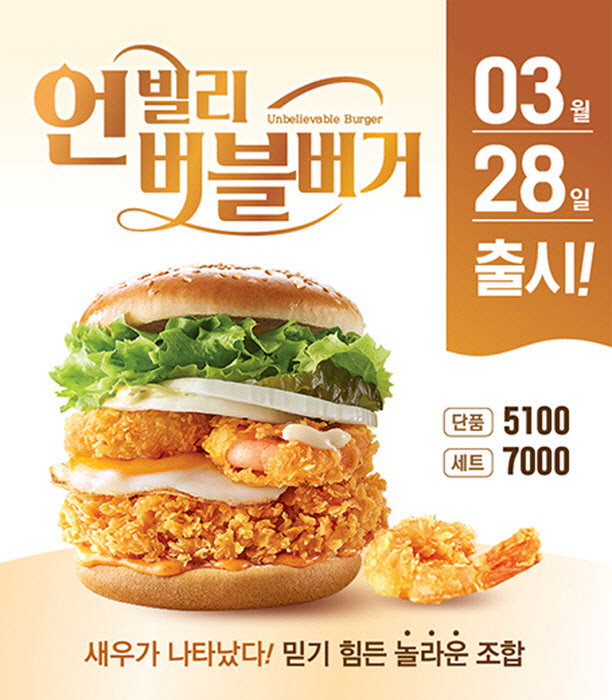 언빌리
버블버거
Unbelievable Burger
03월
28일
출시!
단품 5100
세트 7000
새우가 나타났다! 믿기 힘든 놀라운 조합